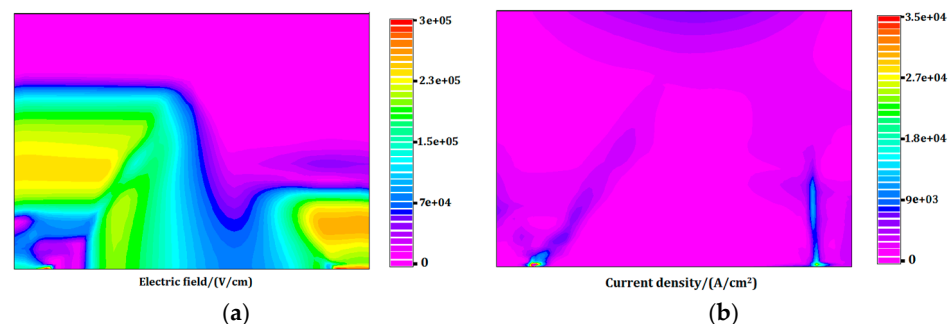 3e+05
2.3e+05
1.5e+05
7e+04
0
Electric field/(V/cm)
(a)
3.5e+04
2.7e+04
1.8e+04
9e+03
0
Current density/(A/cm²)
(b)